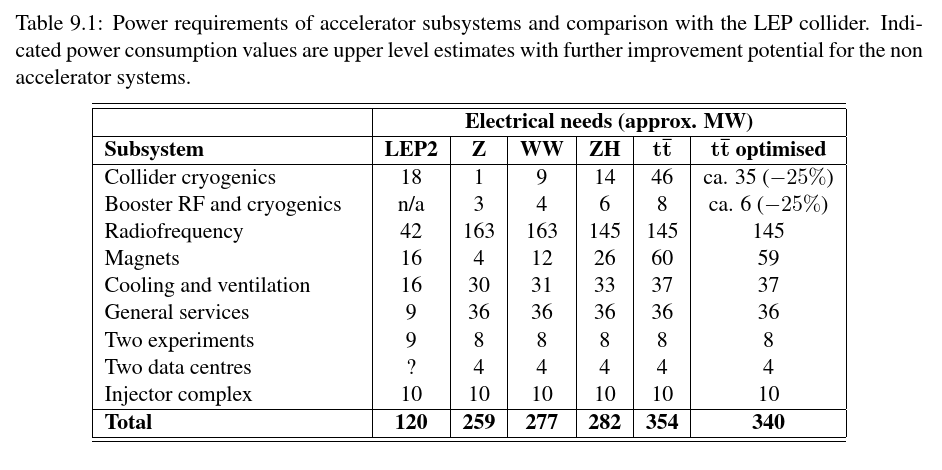 Table 9.1: Power requirements of accelerator subsystems and comparison with the LEP collider. Indi-
cated power consumption values are upper level estimates with further improvement potential for the non
accelerator systems.
Electrical needs (approx. MW)
Subsystem LEP2 Z WW ZH tt̄ tt̄ optimised
Collider cryogenics 18 1 9 14 46 ca. 35 (−25%)
Booster RF and cryogenics n/a 3 4 6 8 ca. 6 (−25%)
Radiofrequency 42 163 163 145 145 145
Magnets 16 4 12 26 60 59
Cooling and ventilation 16 30 31 33 37 37
General services 9 36 36 36 36 36
Two experiments 9 8 8 8 8 8
Two data centres ? 4 4 4 4 4
Injector complex 10 10 10 10 10 10
Total 120 259 277 282 354 340